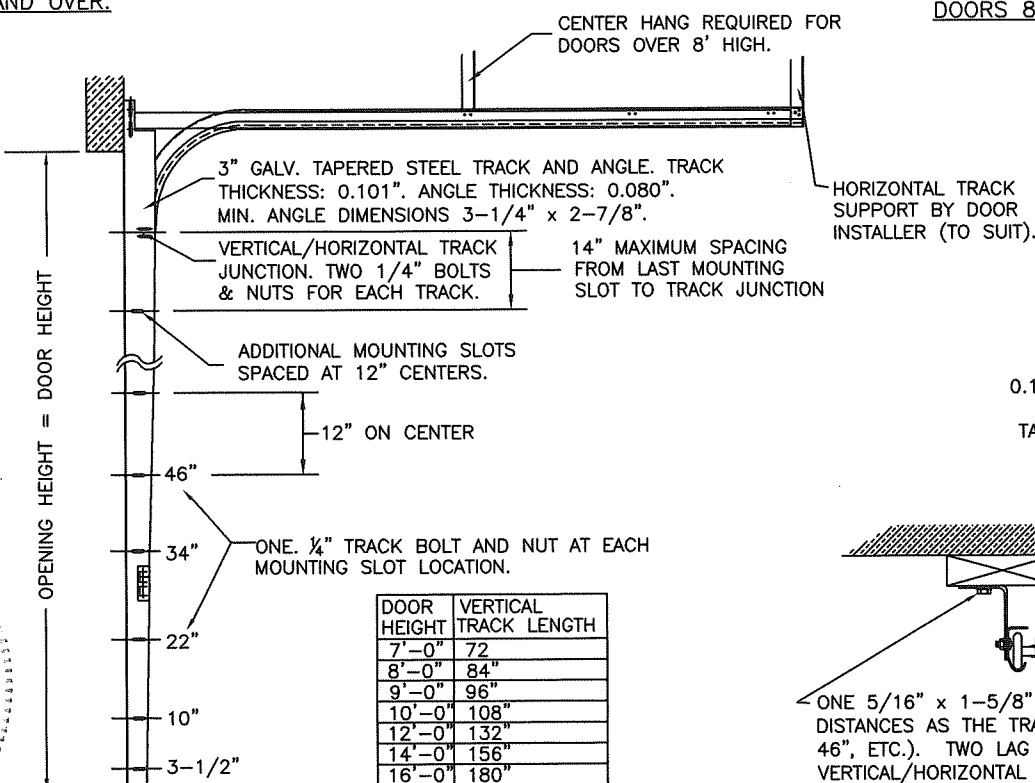 AND OVER.
DOORS 8
CENTER HANG REQUIRED FOR
DOORS OVER 8' HIGH.
3" GALV. TAPERED STEEL TRACK AND ANGLE. TRACK
THICKNESS: 0.101". ANGLE THICKNESS: 0.080".
MIN. ANGLE DIMENSIONS 3-1/4" x 2-7/8".
HORIZONTAL TRACK
SUPPORT BY DOOR
INSTALLER (TO SUIT).
VERTICAL/HORIZONTAL TRACK
JUNCTION. TWO 1/4" BOLTS
& NUTS FOR EACH TRACK.
14" MAXIMUM SPACING
FROM LAST MOUNTING
SLOT TO TRACK JUNCTION
ADDITIONAL MOUNTING SLOTS
SPACED AT 12" CENTERS.
OPENING HEIGHT = DOOR HEIGHT
0.1
TA
12" ON CENTER
46"
34"
ONE. ¼" TRACK BOLT AND NUT AT EACH
MOUNTING SLOT LOCATION.
22"
10"
3-1/2"
DOOR HEIGHT VERTICAL TRACK LENGTH
7'-0" 72
8'-0" 84"
9'-0" 96"
10'-0" 108"
12'-0" 132"
14'-0" 156"
16'-0" 180"
ONE 5/16" x 1-5/8"
DISTANCES AS THE TRA
46", ETC.). TWO LAG
VERTICAL/HORIZONTAL